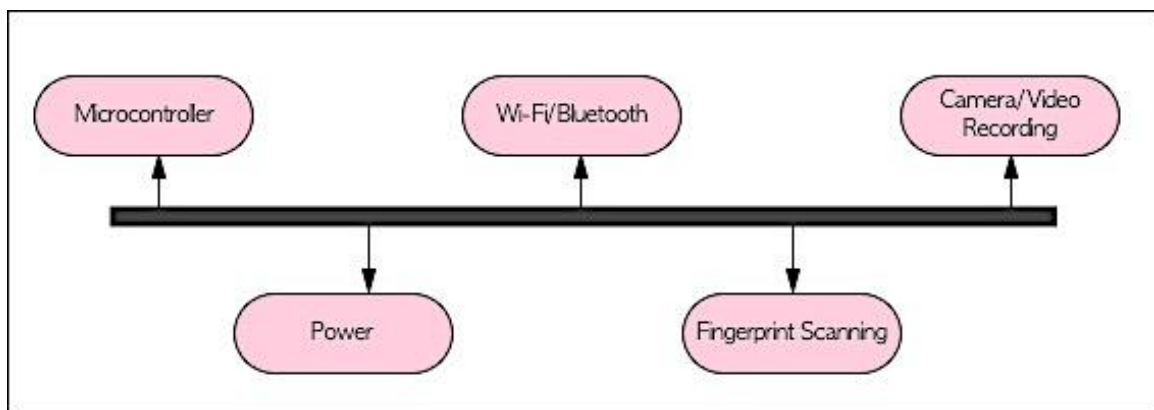 Microcontroller
Wi-Fi/Bluetooth
Camera/Video
Recording
Power
Fingerprint Scanning